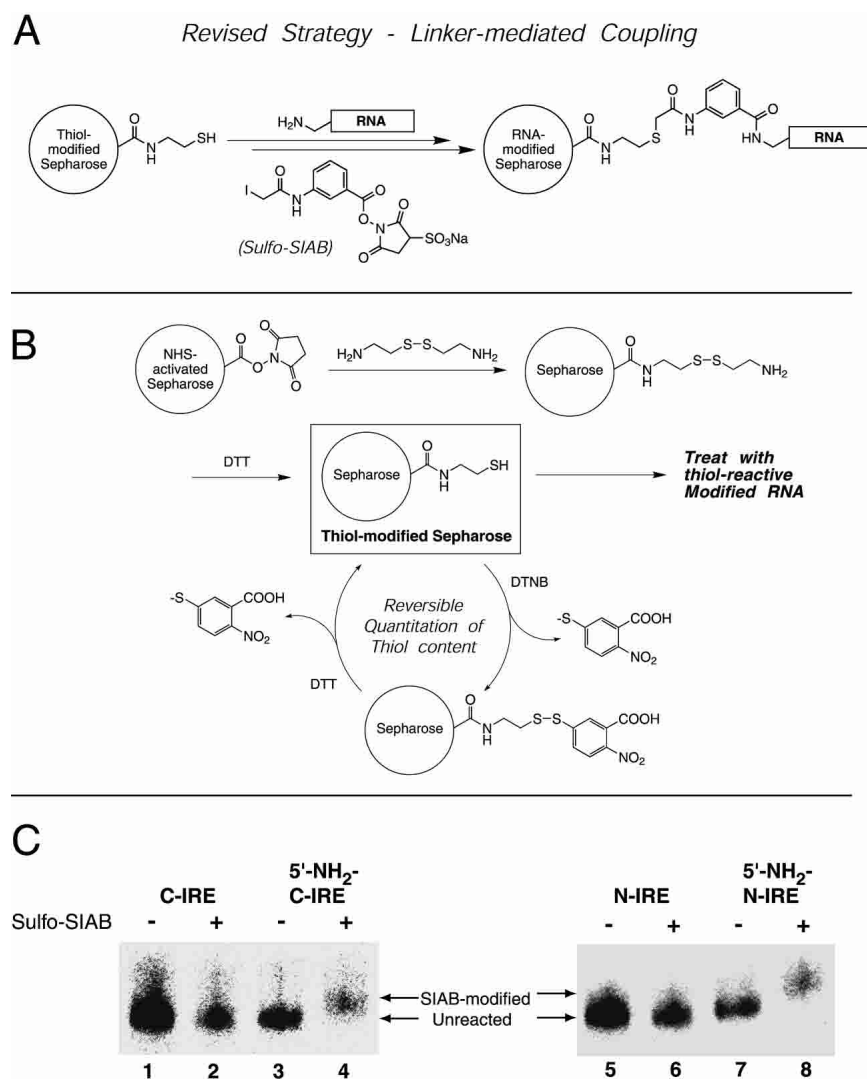 A
Revised Strategy - Linker-mediated Coupling
Thiol-
modified
Sepharose
O
N
H
SH
H2N
RNA
I
O
N
H
O
O
N
O
O
SO3Na
(Sulfo-SIAB)
RNA-
modified
Sepharose
O
N
H
S
O
N
H
O
HN
RNA
B
NHS-
activated
Sepharose
O
O
N
O
O
H2N
S-S
NH2
Sepharose
O
N
H
S-S
NH2
DTT
Sepharose
O
N
H
SH
Thiol-modified Sepharose
Treat with
thiol-reactive
Modified RNA
-S
COOH
NO2
Reversible
Quantitation of
Thiol content
DTNB
-S
COOH
NO2
DTT
Sepharose
O
N
H
S-S
COOH
NO2
C
C-IRE
5'-NH2-
C-IRE
N-IRE
5'-NH2-
N-IRE
Sulfo-SIAB - + - + - + - +
SIAB-modified
Unreacted
1 2 3 4 5 6 7 8